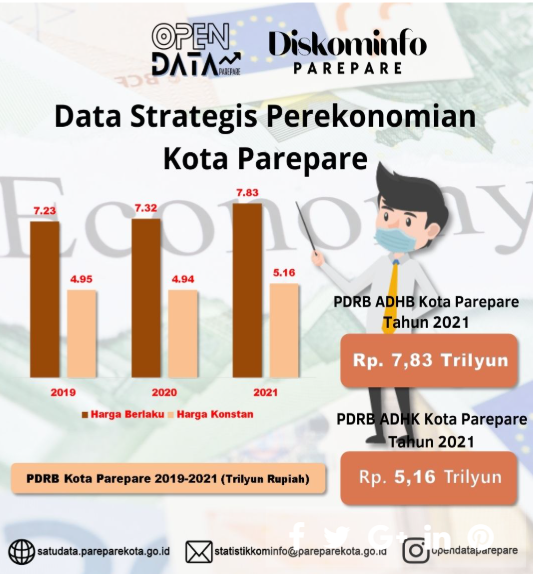 OPEN
DATA
PAREPARE
Diskominfo
PAREPARE
Data Strategis Perekonomian
Kota Parepare
Economy
7.23
4.95
7.32
4.94
7.83
5.16
2019
2020
2021
Harga Berlaku
Harga Konstan
PDRB ADHB Kota Parepare
Tahun 2021
Rp. 7,83 Trilyun
PDRB ADHK Kota Parepare
Tahun 2021
Rp. 5,16 Trilyun
PDRB Kota Parepare 2019-2021 (Trilyun Rupiah)
satudata.pareparekota.go.id
statistikkominfo@pareparekota.go.id
opendataparepare